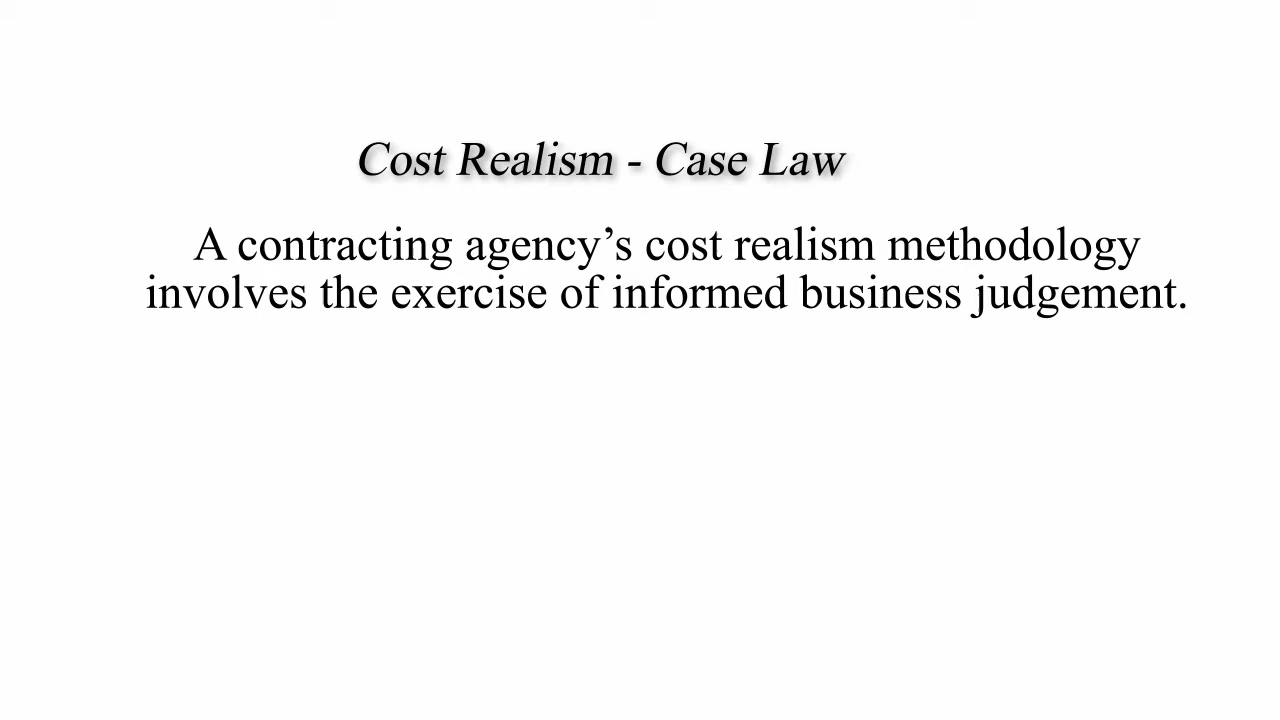 Cost Realism - Case Law
A contracting agency’s cost realism methodology
involves the exercise of informed business judgement.